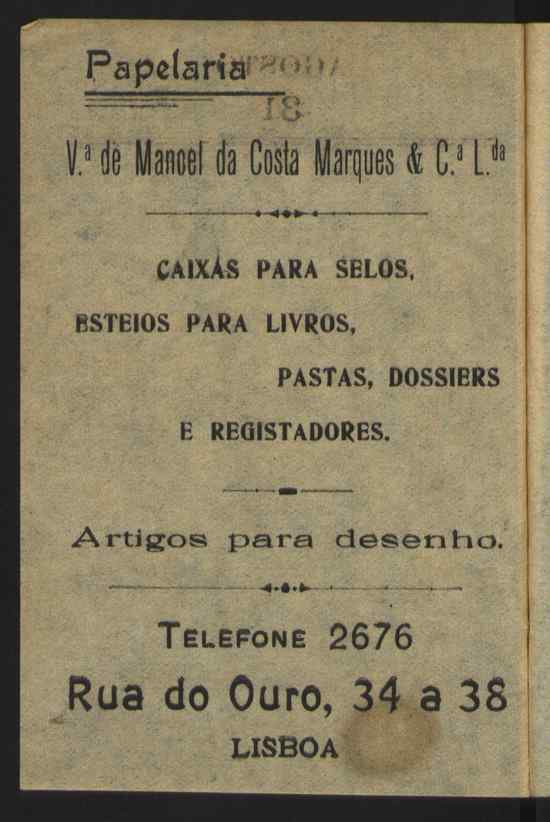 Papelaria
V.ª de Manoel da Costa Marques & C.ª L.da
CAIXAS PARA SELOS,
ESTEIOS PARA LIVROS,
PASTAS, DOSSIERS
E REGISTADORES.
Artigos para desenho.
TELEFONE 2676
Rua do Ouro, 34 a 38
LISBOA